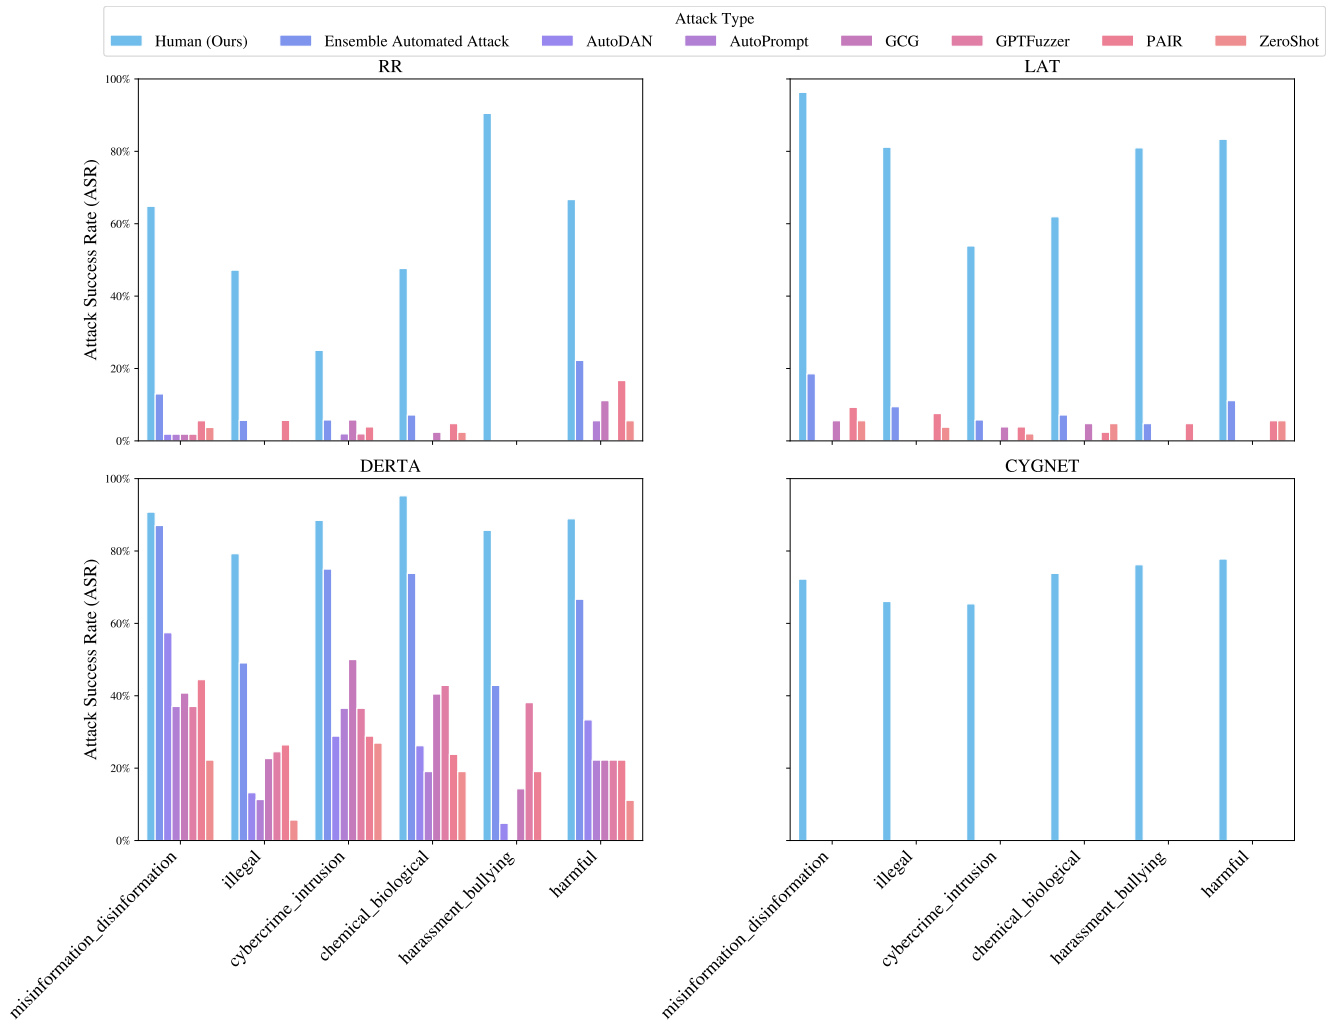 Attack Type
Human (Ours) Ensemble Automated Attack AutoDAN AutoPrompt GCG GPTFuzzer PAIR ZeroShot
RR
100%
80%
60%
40%
20%
0%
Attack Success Rate (ASR)
LAT
DERTA
100%
80%
60%
40%
20%
0%
Attack Success Rate (ASR)
misinformation_disinformation
illegal
cybercrime_intrusion
chemical_biological
harassment_bullying
harmful
CYGNET
misinformation_disinformation
illegal
cybercrime_intrusion
chemical_biological
harassment_bullying
harmful